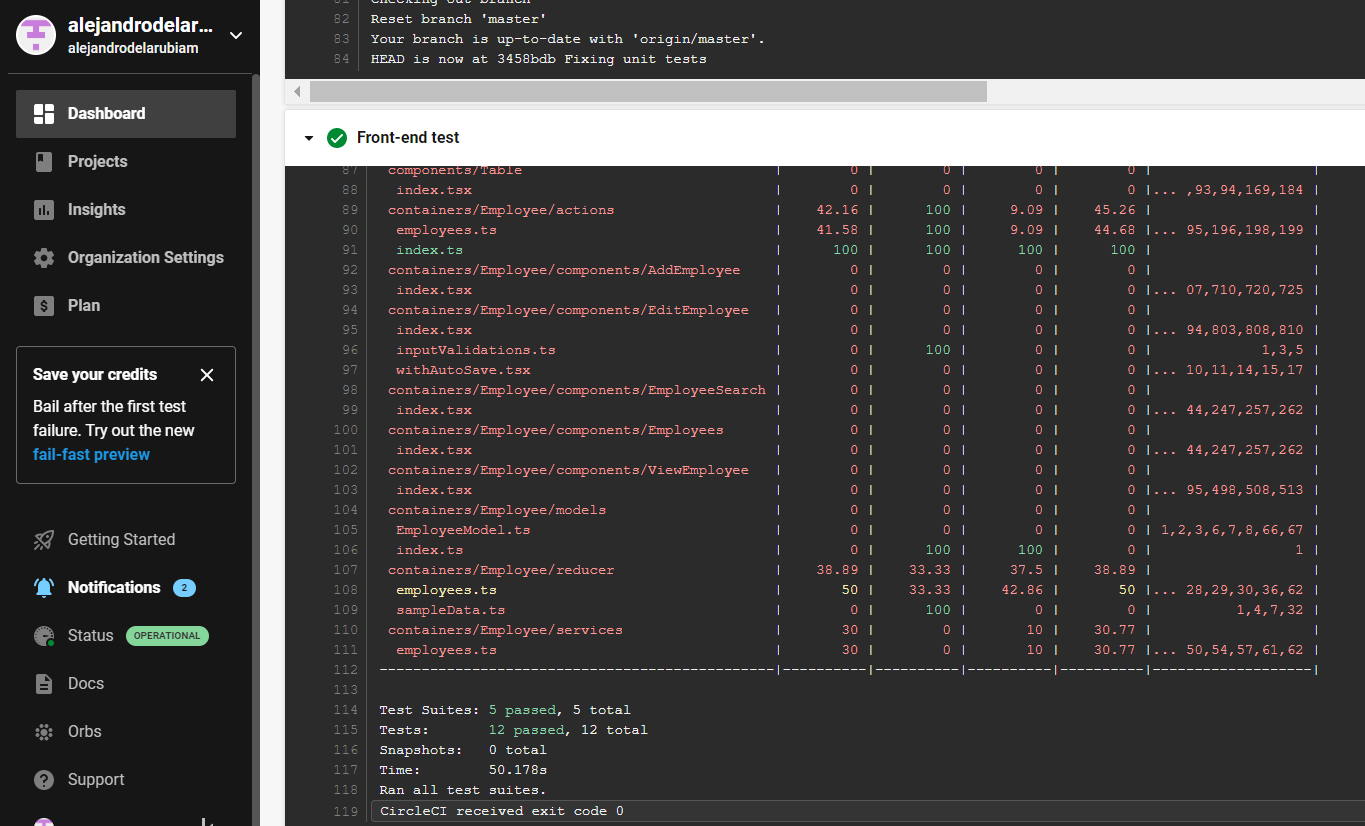 alejandrodelar...
alejandrodelarubiam
Dashboard
Projects
Insights
Organization Settings
Plan
Save your credits
Bail after the first test
failure. Try out the new
fail-fast preview
Getting Started
Notifications 2
Status OPERATIONAL
Docs
Orbs
Support
81 Checking out branch
82 Reset branch 'master'
83 Your branch is up-to-date with 'origin/master'.
84 HEAD is now at 3458bdb Fixing unit tests
Front-end test
87 components/Table | 0 | 0 | 0 | 0 | |
88 index.tsx | 0 | 0 | 0 | 0 |... ,93,94,169,184 |
89 containers/Employee/actions | 42.16 | 100 | 9.09 | 45.26 | |
90 employees.ts | 41.58 | 100 | 9.09 | 44.68 |... 95,196,198,199 |
91 index.ts | 100 | 100 | 100 | 100 | |
92 containers/Employee/components/AddEmployee | 0 | 0 | 0 | 0 | |
93 index.tsx | 0 | 0 | 0 | 0 |... 07,710,720,725 |
94 containers/Employee/components/EditEmployee | 0 | 0 | 0 | 0 | |
95 index.tsx | 0 | 0 | 0 | 0 |... 94,803,808,810 |
96 inputValidations.ts | 0 | 100 | 0 | 0 | 1,3,5 |
97 withAutoSave.tsx | 0 | 0 | 0 | 0 |... 10,11,14,15,17 |
98 containers/Employee/components/EmployeeSearch | 0 | 0 | 0 | 0 | |
99 index.tsx | 0 | 0 | 0 | 0 |... 44,247,257,262 |
100 containers/Employee/components/Employees | 0 | 0 | 0 | 0 | |
101 index.tsx | 0 | 0 | 0 | 0 |... 44,247,257,262 |
102 containers/Employee/components/ViewEmployee | 0 | 0 | 0 | 0 | |
103 index.tsx | 0 | 0 | 0 | 0 |... 95,498,508,513 |
104 containers/Employee/models | 0 | 0 | 0 | 0 | |
105 EmployeeModel.ts | 0 | 0 | 0 | 0 | 1,2,3,6,7,8,66,67 |
106 index.ts | 0 | 100 | 100 | 0 | 1 |
107 containers/Employee/reducer | 38.89 | 33.33 | 37.5 | 38.89 | |
108 employees.ts | 50 | 33.33 | 42.86 | 50 |... 28,29,30,36,62 |
109 sampleData.ts | 0 | 100 | 0 | 0 | 1,4,7,32 |
110 containers/Employee/services | 30 | 0 | 10 | 30.77 | |
111 employees.ts | 30 | 0 | 10 | 30.77 |... 50,54,57,61,62 |
112 -----------------------------------------------|----------|----------|----------|----------|-------------------|
113
114 Test Suites: 5 passed, 5 total
115 Tests: 12 passed, 12 total
116 Snapshots: 0 total
117 Time: 50.178s
118 Ran all test suites.
119 CircleCI received exit code 0